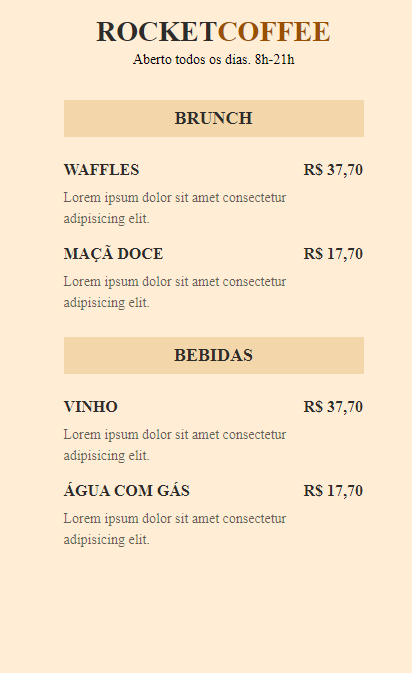 ROCKETCOFFEE
Aberto todos os dias. 8h-21h
BRUNCH
WAFFLES R$ 37,70
Lorem ipsum dolor sit amet consectetur
adipisicing elit.
MAÇÃ DOCE R$ 17,70
Lorem ipsum dolor sit amet consectetur
adipisicing elit.
BEBIDAS
VINHO R$ 37,70
Lorem ipsum dolor sit amet consectetur
adipisicing elit.
ÁGUA COM GÁS R$ 17,70
Lorem ipsum dolor sit amet consectetur
adipisicing elit.